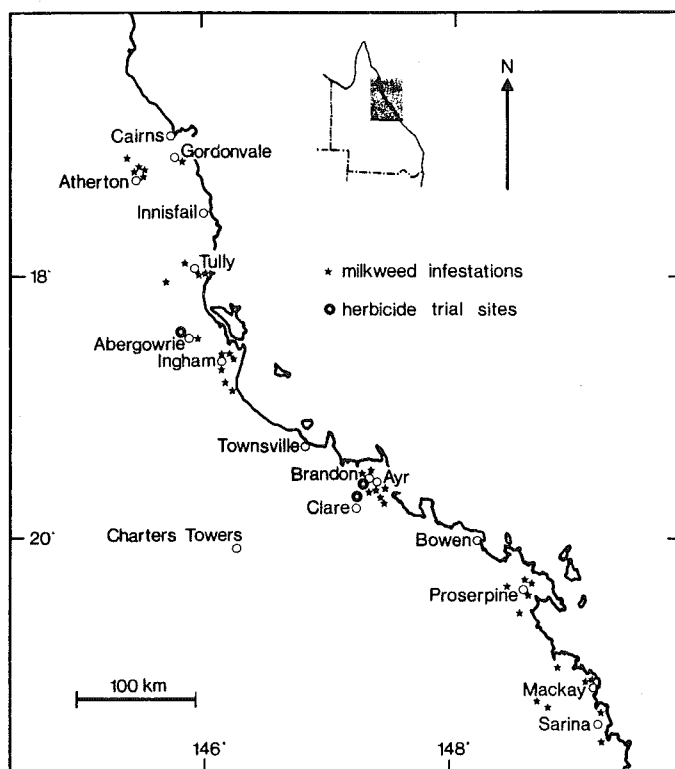 N
Cairns
Gordonvale
Atherton
Innisfail
Tully
18°
★ milkweed infestations
herbicide trial sites
Abergowrie
Ingham
Townsville
Brandon
Ayr
Clare
20°
Charters Towers
Bowen
Proserpine
100 km
Mackay
Sarina
146°
148°